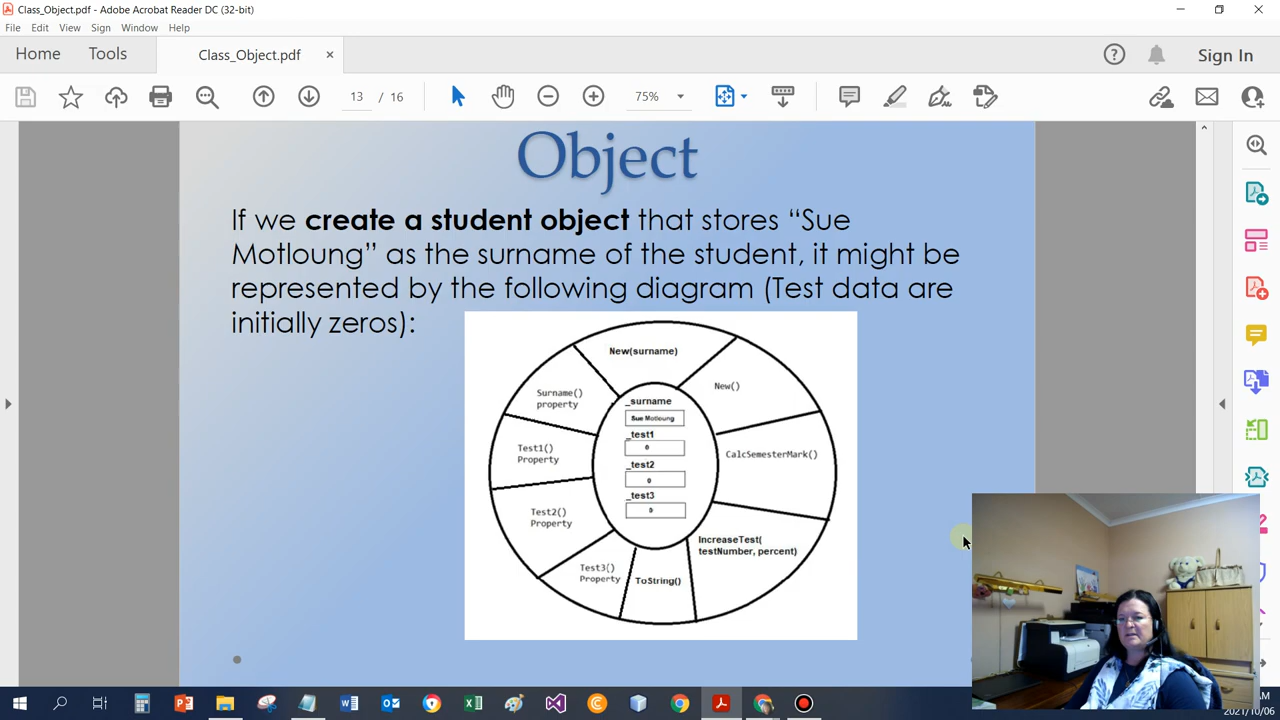 Class_Object.pdf - Adobe Acrobat Reader DC (32-bit)
File Edit View Sign Window Help
Home Tools Class_Object.pdf × Sign In
13 / 16 75%
Object
If we create a student object that stores “Sue
Motloung” as the surname of the student, it might be
represented by the following diagram (Test data are
initially zeros):
New(surname)
New()
Surname()
property
_surname
Sue Motloung
_test1
0
Test1()
Property
CalcSemesterMark()
_test2
0
_test3
0
Test2()
Property
IncreaseTest(
testNumber, percent)
Test3()
Property
ToString()
AM
2021/10/06